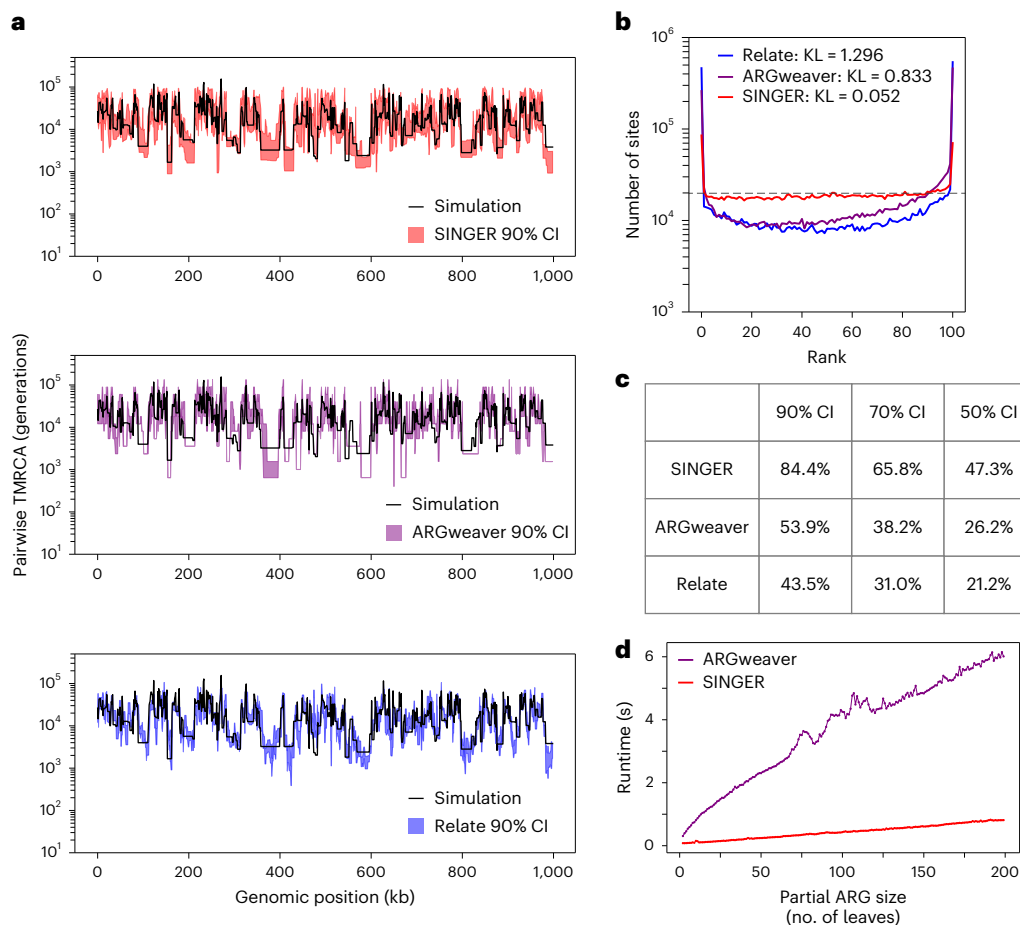 a
Pairwise TMRCA (generations)
10^5
10^4
10^3
10^2
10^1
Simulation
SINGER 90% CI
0 200 400 600 800 1,000
10^5
10^4
10^3
10^2
10^1
Simulation
ARGweaver 90% CI
0 200 400 600 800 1,000
10^5
10^4
10^3
10^2
10^1
Simulation
Relate 90% CI
0 200 400 600 800 1,000
Genomic position (kb)
b
Number of sites
10^6
10^5
10^4
10^3
Relate: KL = 1.296
ARGweaver: KL = 0.833
SINGER: KL = 0.052
0 20 40 60 80 100
Rank
c
90% CI 70% CI 50% CI
SINGER 84.4% 65.8% 47.3%
ARGweaver 53.9% 38.2% 26.2%
Relate 43.5% 31.0% 21.2%
d
Runtime (s)
6
4
2
0
ARGweaver
SINGER
0 50 100 150 200
Partial ARG size
(no. of leaves)